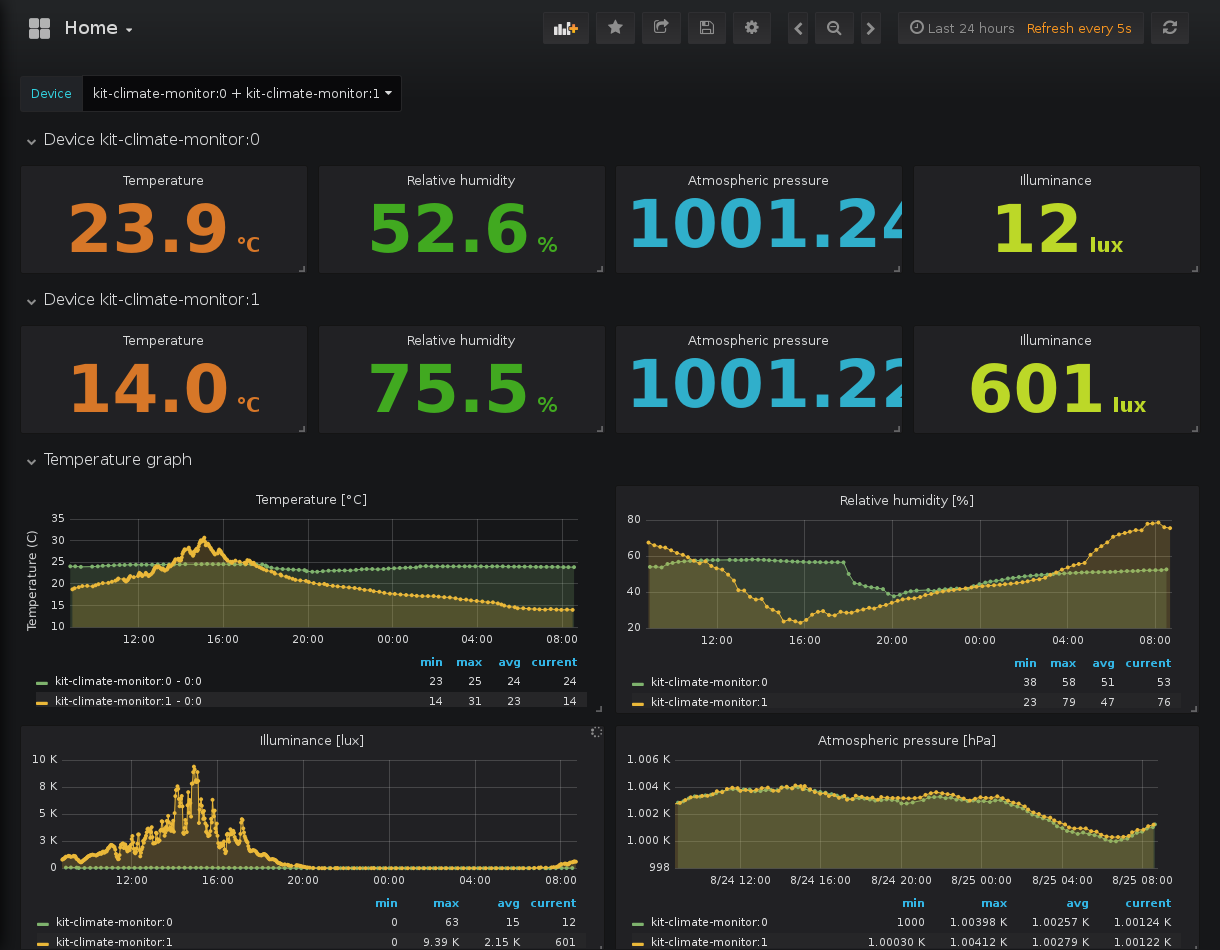 Home
Last 24 hours Refresh every 5s
Device kit-climate-monitor:0 + kit-climate-monitor:1
Device kit-climate-monitor:0
Temperature Relative humidity Atmospheric pressure Illuminance
23.9 °C 52.6 % 1001.24 12 lux
Device kit-climate-monitor:1
Temperature Relative humidity Atmospheric pressure Illuminance
14.0 °C 75.5 % 1001.22 601 lux
Temperature graph
Temperature [°C]
Temperature (C)
35
30
25
20
15
10
12:00 16:00 20:00 00:00 04:00 08:00
min max avg current
kit-climate-monitor:0 - 0:0 23 25 24 24
kit-climate-monitor:1 - 0:0 14 31 23 14
Relative humidity [%]
80
60
40
20
12:00 16:00 20:00 00:00 04:00 08:00
min max avg current
kit-climate-monitor:0 38 58 51 53
kit-climate-monitor:1 23 79 47 76
Illuminance [lux]
10 K
8 K
5 K
3 K
0
12:00 16:00 20:00 00:00 04:00 08:00
min max avg current
kit-climate-monitor:0 0 63 15 12
kit-climate-monitor:1 0 9.39 K 2.15 K 601
Atmospheric pressure [hPa]
1.006 K
1.004 K
1.002 K
1.000 K
998
8/24 12:00 8/24 16:00 8/24 20:00 8/25 00:00 8/25 04:00 8/25 08:00
min max avg current
kit-climate-monitor:0 1000 1.00398 K 1.00257 K 1.00124 K
kit-climate-monitor:1 1.00030 K 1.00412 K 1.00279 K 1.00122 K